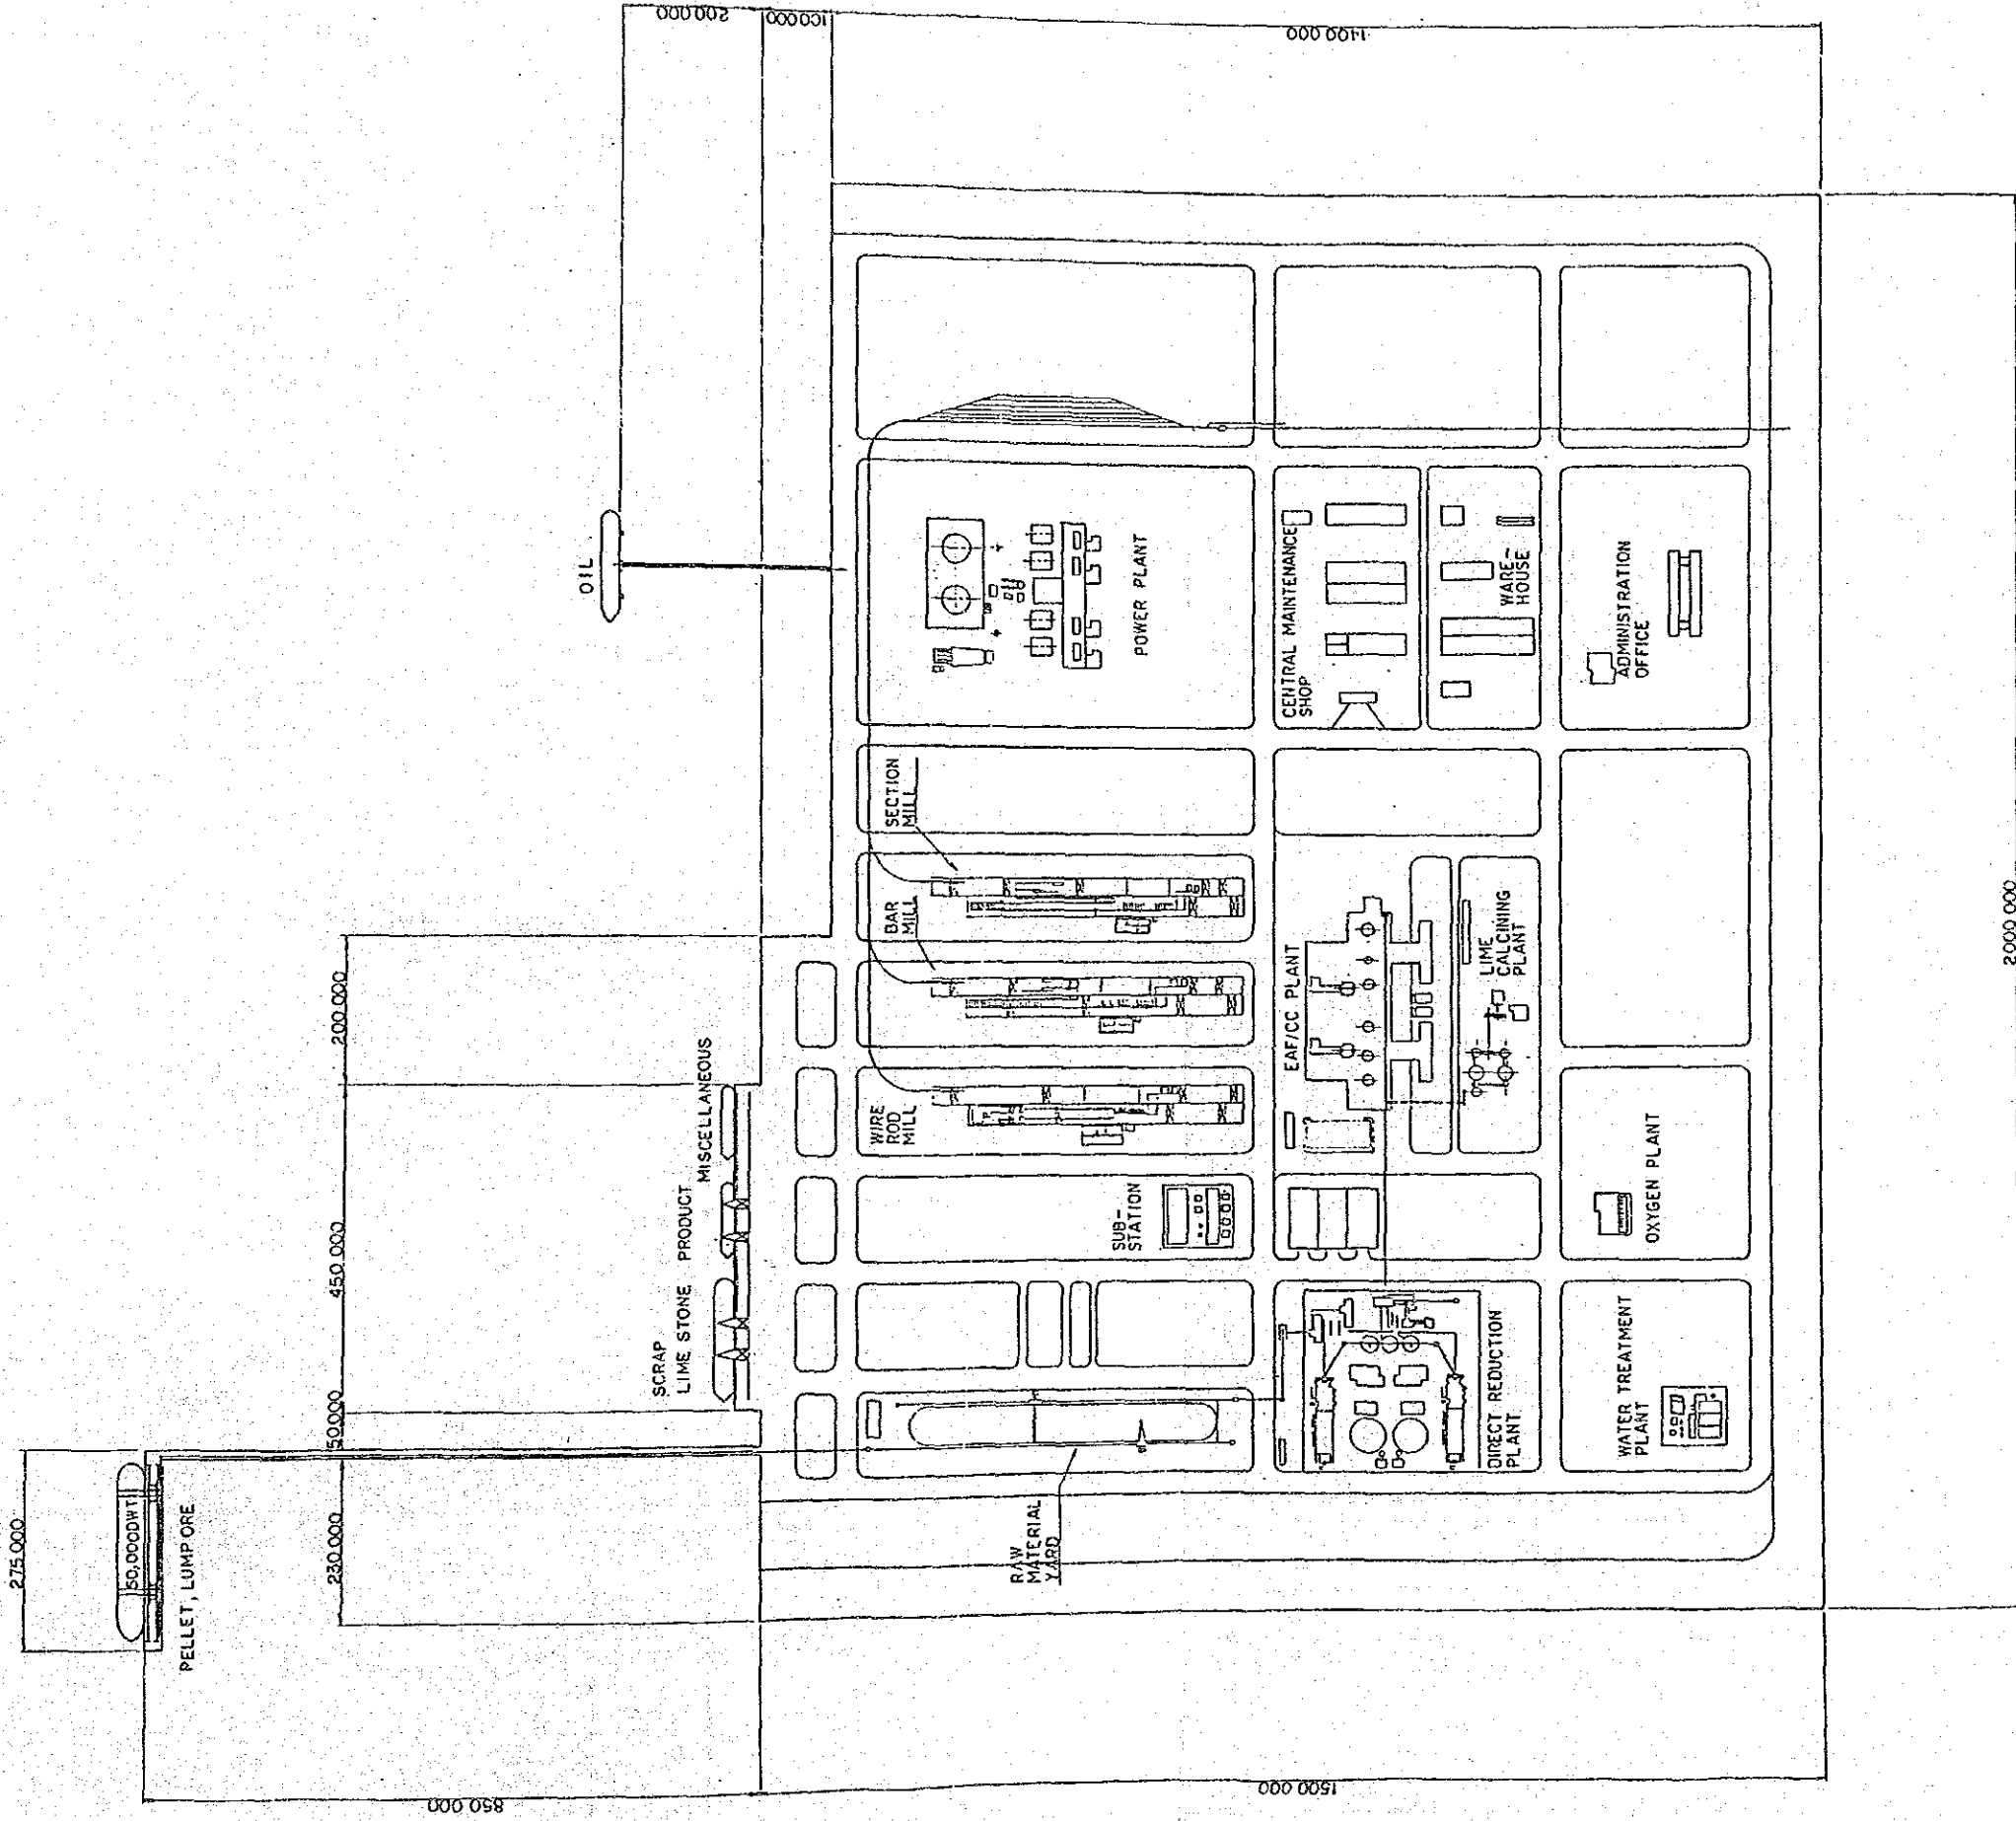 200 000
100 000
1400 000
OIL
POWER PLANT
CENTRAL MAINTENANCE
SHOP
WARE-
HOUSE
ADMINISTRATION
OFFICE
SECTION
MILL
BAR
MILL
WIRE
ROD
MILL
EAF/CC PLANT
LIME
CALCINING
PLANT
200.000
MISCELLANEOUS
PRODUCT
SCRAP
LIME STONE
450.000
50.000
230.000
275.000
50,000DWT
PELLET, LUMP ORE
SUB-
STATION
OXYGEN PLANT
RAW
MATERIAL
YARD
DIRECT REDUCTION
PLANT
WATER TREATMENT
PLANT
850 000
1500 000
2000 000